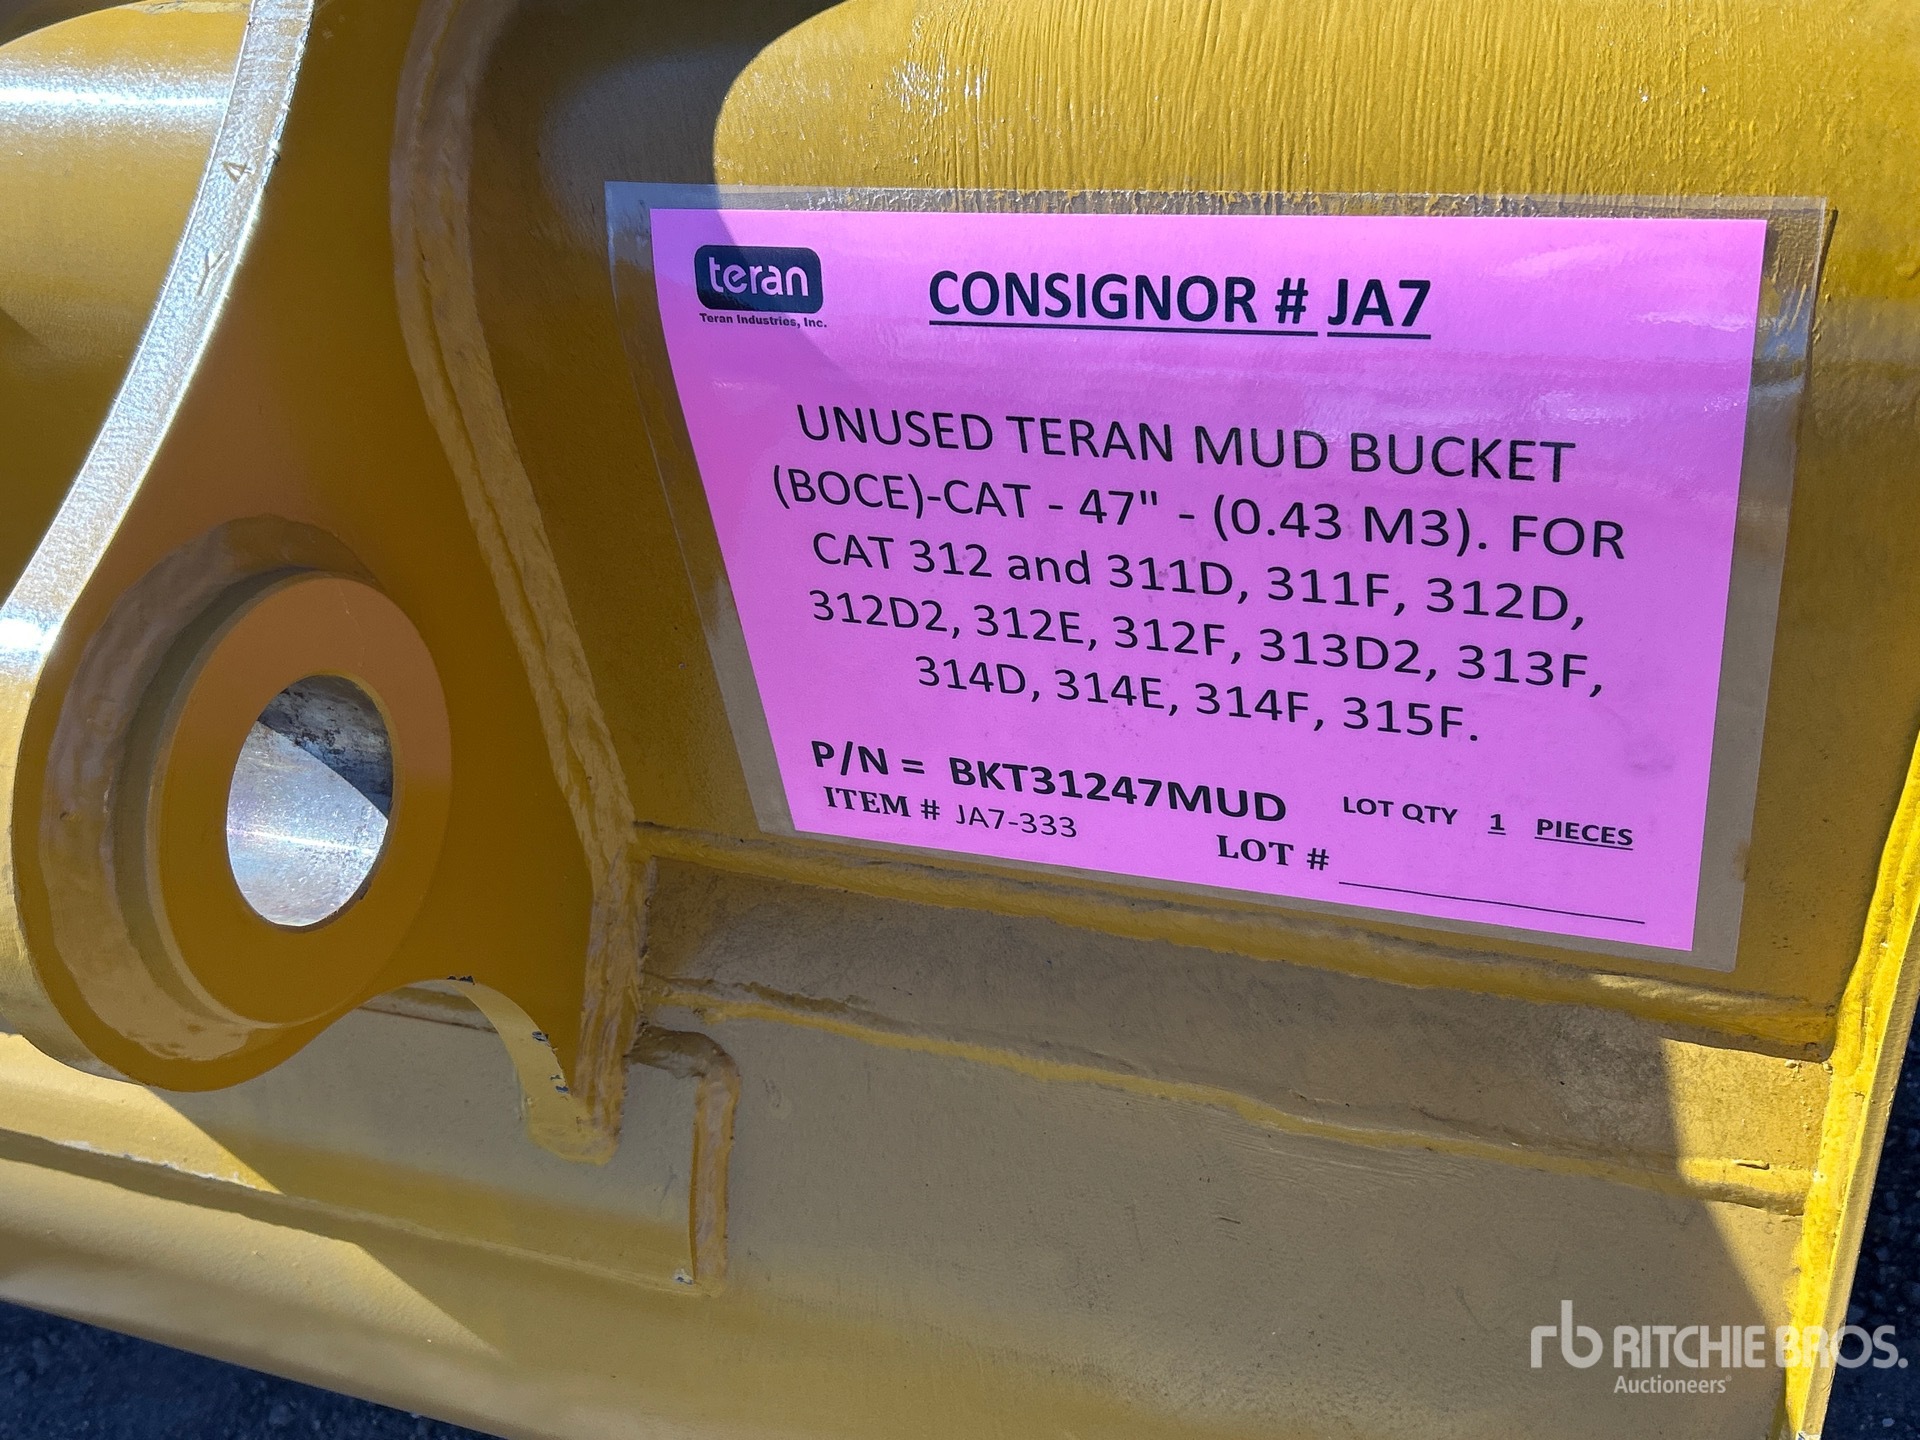 teran
Teran Industries, Inc.
CONSIGNOR # JA7
UNUSED TERAN MUD BUCKET
(BOCE)-CAT - 47" - (0.43 M3). FOR
CAT 312 and 311D, 311F, 312D,
312D2, 312E, 312F, 313D2, 313F,
314D, 314E, 314F, 315F.
P/N = BKT31247MUD
LOT QTY 1 PIECES
ITEM # JA7-333
LOT #
rb RITCHIE BROS.
Auctioneers